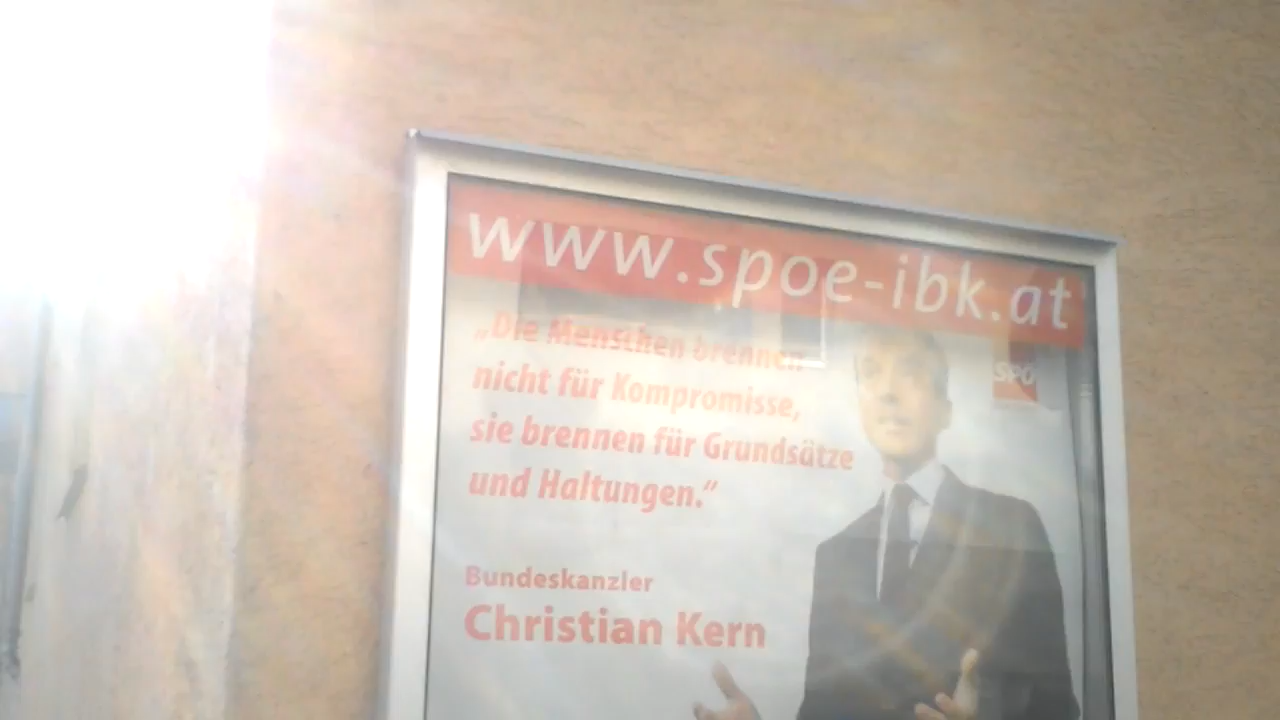 www.spoe-ibk.at
„Die Menschen brennen
nicht für Kompromisse,
sie brennen für Grundsätze
und Haltungen.“
Bundeskanzler
Christian Kern
SPÖ